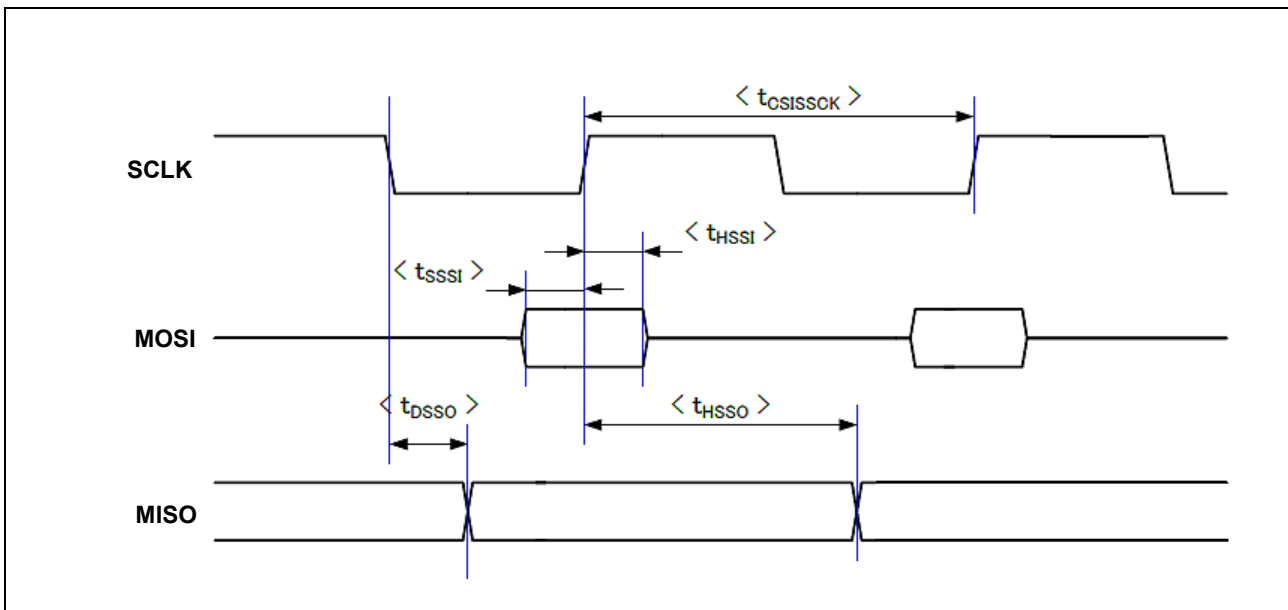 < tCSISSCK >
SCLK
< tHSSI >
< tSSSI >
MOSI
< tDSSO >
< tHSSO >
MISO